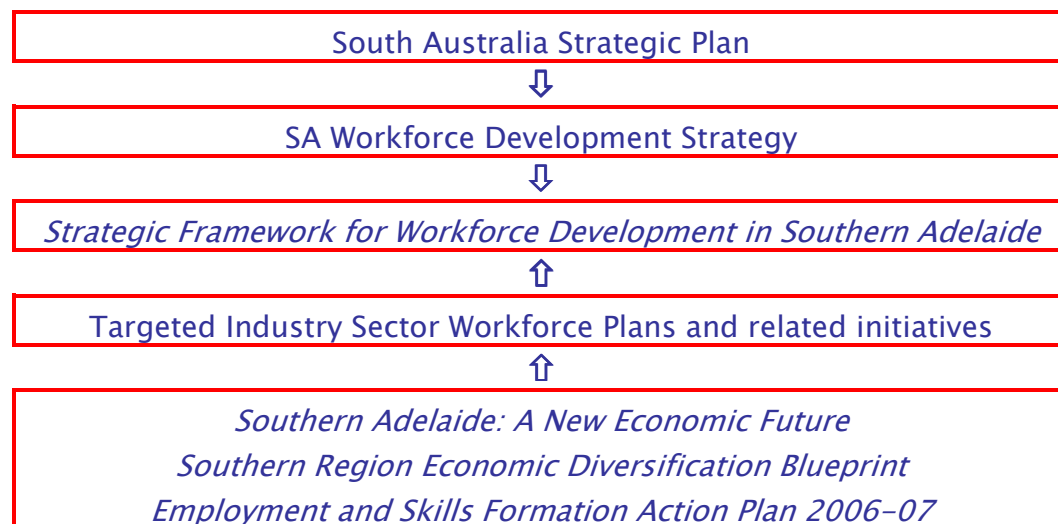 South Australia Strategic Plan
SA Workforce Development Strategy
Strategic Framework for Workforce Development in Southern Adelaide
Targeted Industry Sector Workforce Plans and related initiatives
Southern Adelaide: A New Economic Future
Southern Region Economic Diversification Blueprint
Employment and Skills Formation Action Plan 2006-07